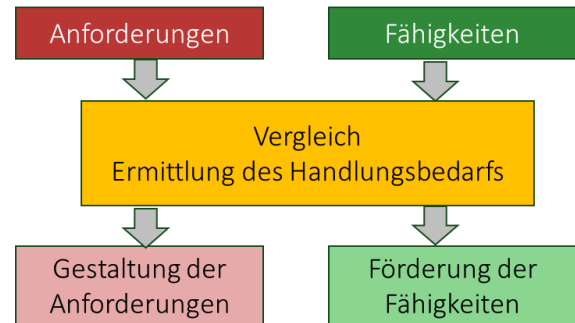 Anforderungen
Fähigkeiten
Vergleich
Ermittlung des Handlungsbedarfs
Gestaltung der
Anforderungen
Förderung der
Fähigkeiten